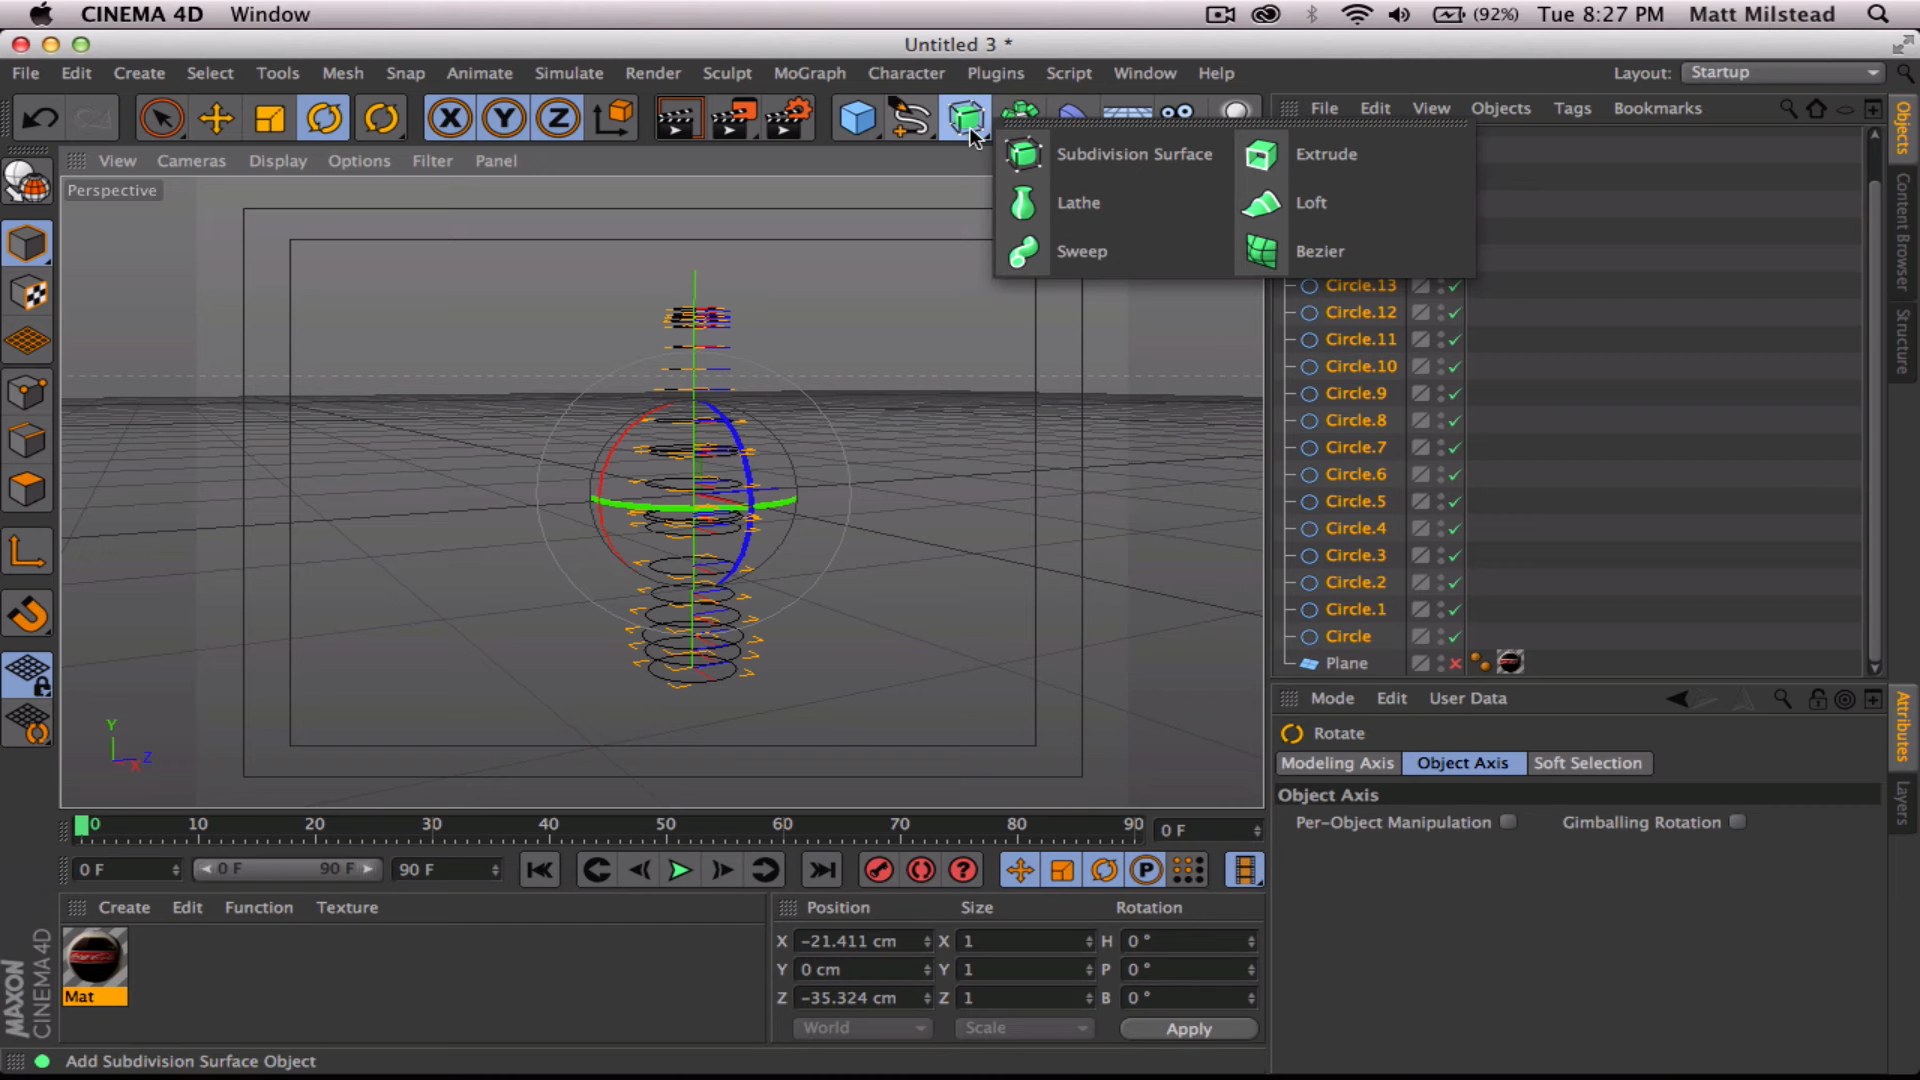 CINEMA 4D Window (92%) Tue 8:27 PM Matt Milstead
Untitled 3 *
File Edit Create Select Tools Mesh Snap Animate Simulate Render Sculpt MoGraph Character Plugins Script Window Help Layout: Startup
X Y Z
File Edit View Objects Tags Bookmarks
View Cameras Display Options Filter Panel
Perspective
Subdivision Surface Extrude
Lathe Loft
Sweep Bezier
Circle.13
Circle.12
Circle.11
Circle.10
Circle.9
Circle.8
Circle.7
Circle.6
Circle.5
Circle.4
Circle.3
Circle.2
Circle.1
Circle
Plane
Objects
Content Browser
Structure
Y
Z
X
Mode Edit User Data
Rotate
Modeling Axis Object Axis Soft Selection
Object Axis
Per-Object Manipulation Gimballing Rotation
Attributes
Layers
0 10 20 30 40 50 60 70 80 90 0 F
0 F 0 F 90 F 90 F ? P
Create Edit Function Texture
Mat
Position Size Rotation
X -21.411 cm X 1 H 0 °
Y 0 cm Y 1 P 0 °
Z -35.324 cm Z 1 B 0 °
World Scale Apply
MAXON
CINEMA 4D
Add Subdivision Surface Object